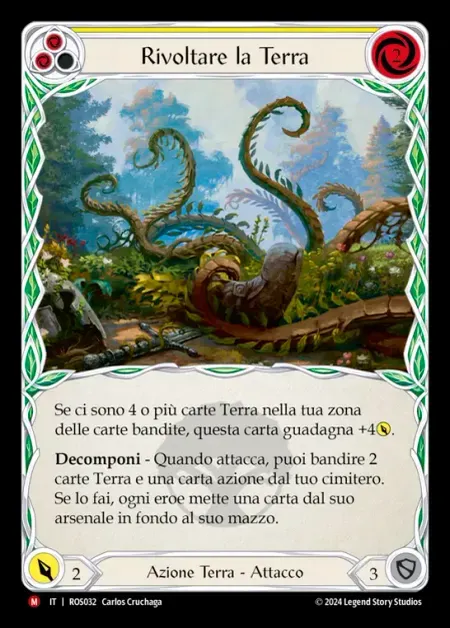 Rivoltare la Terra
2
Se ci sono 4 o più carte Terra nella tua zona
delle carte bandite, questa carta guadagna +4.
Decomponi - Quando attacca, puoi bandire 2
carte Terra e una carta azione dal tuo cimitero.
Se lo fai, ogni eroe mette una carta dal suo
arsenale in fondo al suo mazzo.
2
Azione Terra - Attacco
3
M IT | ROS032 Carlos Cruchaga
© 2024 Legend Story Studios